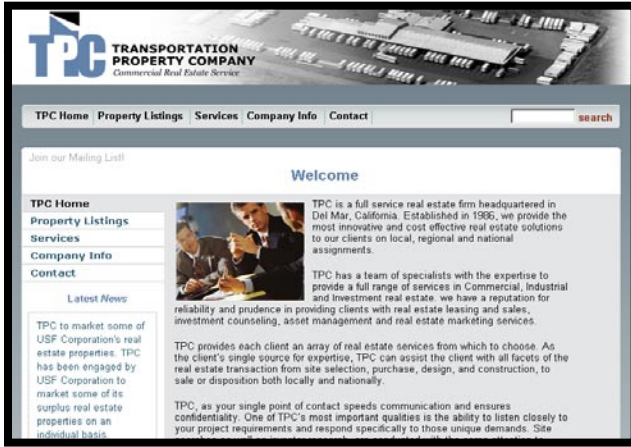 TPC
TRANSPORTATION
PROPERTY COMPANY
Commercial Real Estate Service
TPC Home Property Listings Services Company Info Contact search
Join our Mailing List!
Welcome
TPC Home
Property Listings
Services
Company Info
Contact
Latest News
TPC to market some of
USF Corporation's real
estate properties. TPC
has been engaged by
USF Corporation to
market some of its
surplus real estate
properties on an
individual basis.
TPC is a full service real estate firm headquartered in
Del Mar, California. Established in 1986, we provide the
most innovative and cost effective real estate solutions
to our clients on local, regional and national
assignments.
TPC has a team of specialists with the expertise to
provide a full range of services in Commercial, Industrial
and Investment real estate. we have a reputation for
reliability and prudence in providing clients with real estate leasing and sales,
investment counseling, asset management and real estate marketing services.
TPC provides each client an array of real estate services from which to choose. As
the client's single source for expertise, TPC can assist the client with all facets of the
real estate transaction from site selection, purchase, design, and construction, to
sale or disposition both locally and nationally.
TPC, as your single point of contact speeds communication and ensures
confidentiality. One of TPC's most important qualities is the ability to listen closely to
your project requirements and respond specifically to those unique demands. Site